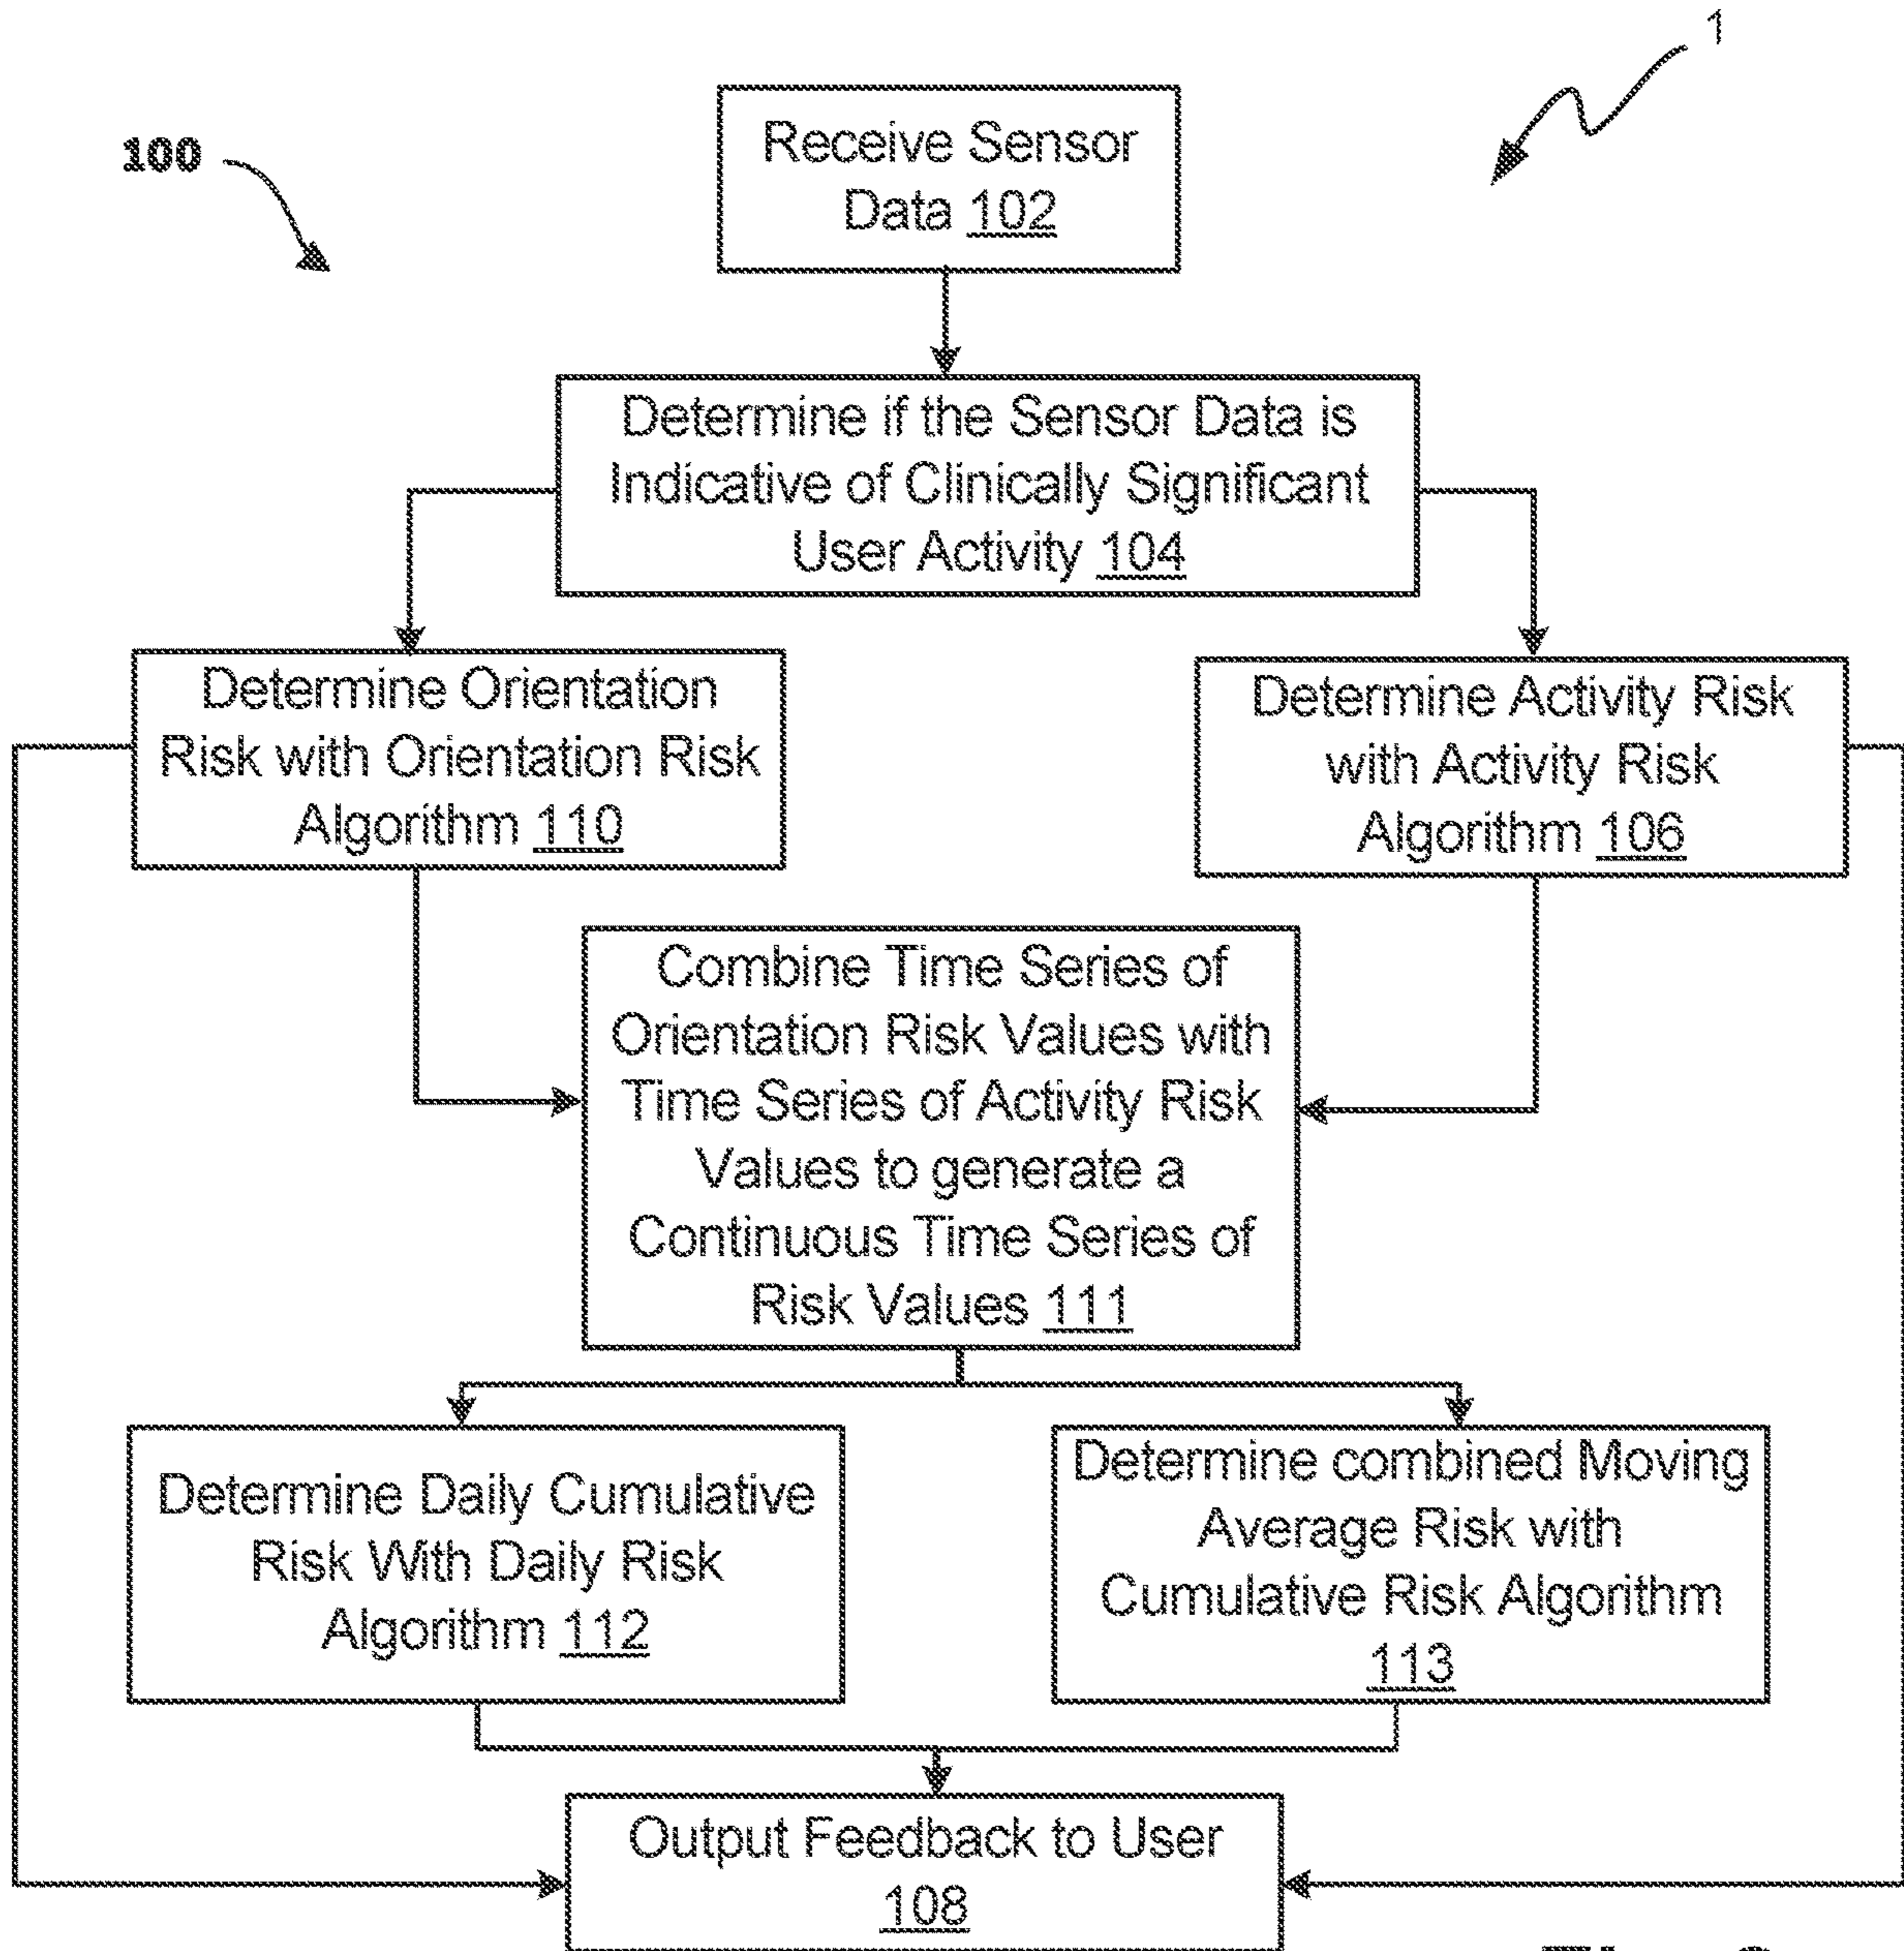 1
100
Receive Sensor
Data 102
Determine if the Sensor Data is
Indicative of Clinically Significant
User Activity 104
Determine Orientation
Risk with Orientation Risk
Algorithm 110
Determine Activity Risk
with Activity Risk
Algorithm 106
Combine Time Series of
Orientation Risk Values with
Time Series of Activity Risk
Values to generate a
Continuous Time Series of
Risk Values 111
Determine Daily Cumulative
Risk With Daily Risk
Algorithm 112
Determine combined Moving
Average Risk with
Cumulative Risk Algorithm
113
Output Feedback to User
108